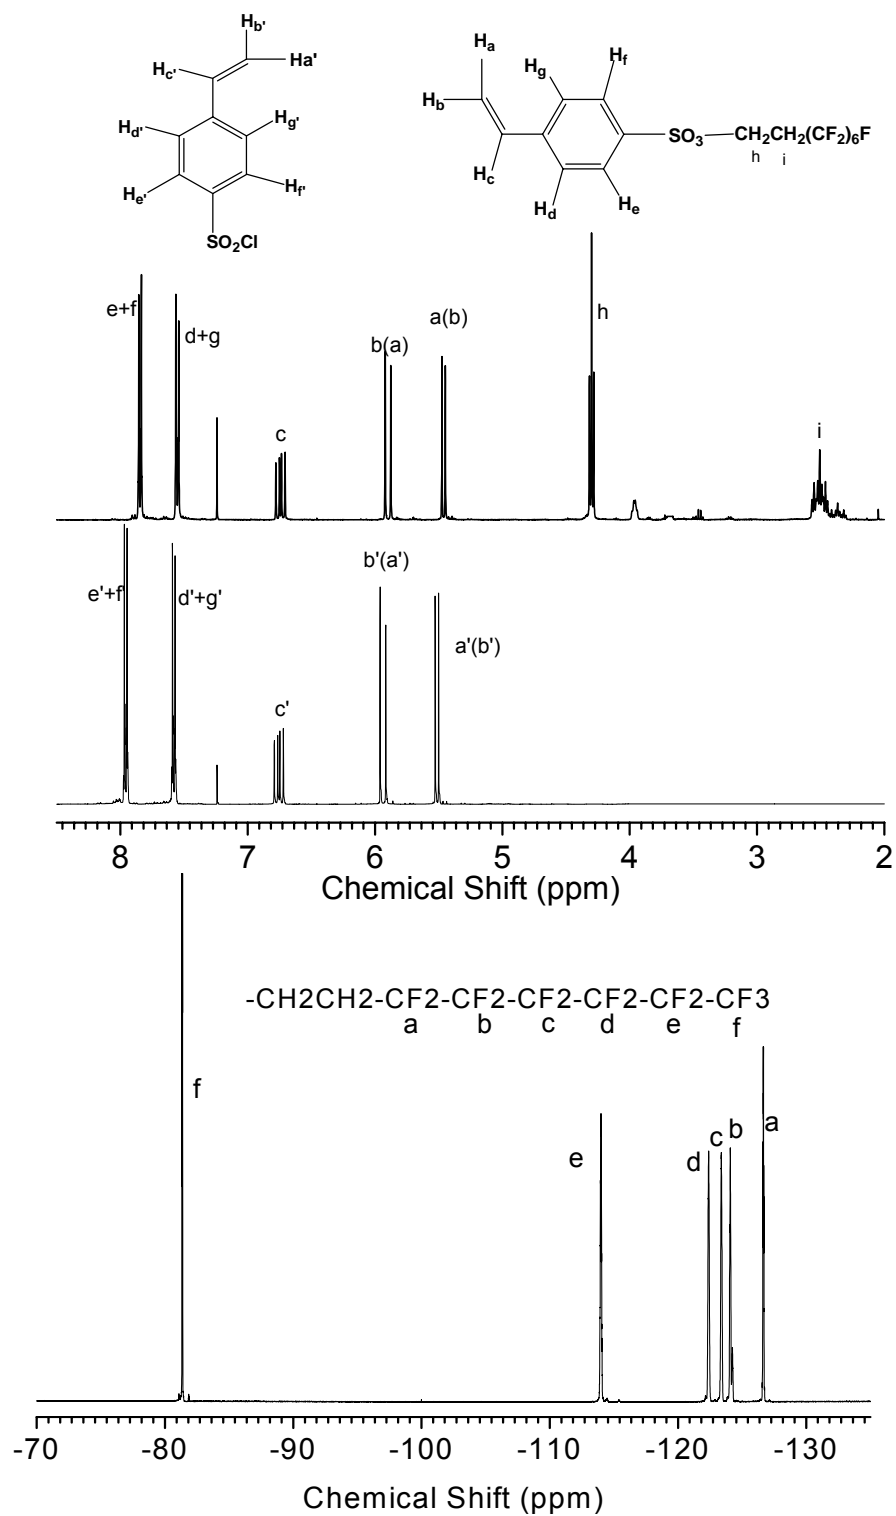 Hb'
Hc'
Ha'
Hd'
Hg'
He'
Hf'
SO2Cl
Ha
Hg
Hf
Hb
SO3
CH2CH2(CF2)6F
h
i
Hc
Hd
He
e+f
d+g
c
b(a)
a(b)
h
i
e'+f'
d'+g'
c'
b'(a')
a'(b')
8
7
6
5
4
3
2
Chemical Shift (ppm)
-CH2CH2-CF2-CF2-CF2-CF2-CF2-CF3
a
b
c
d
e
f
f
e
d
c
b
a
-70
-80
-90
-100
-110
-120
-130
Chemical Shift (ppm)